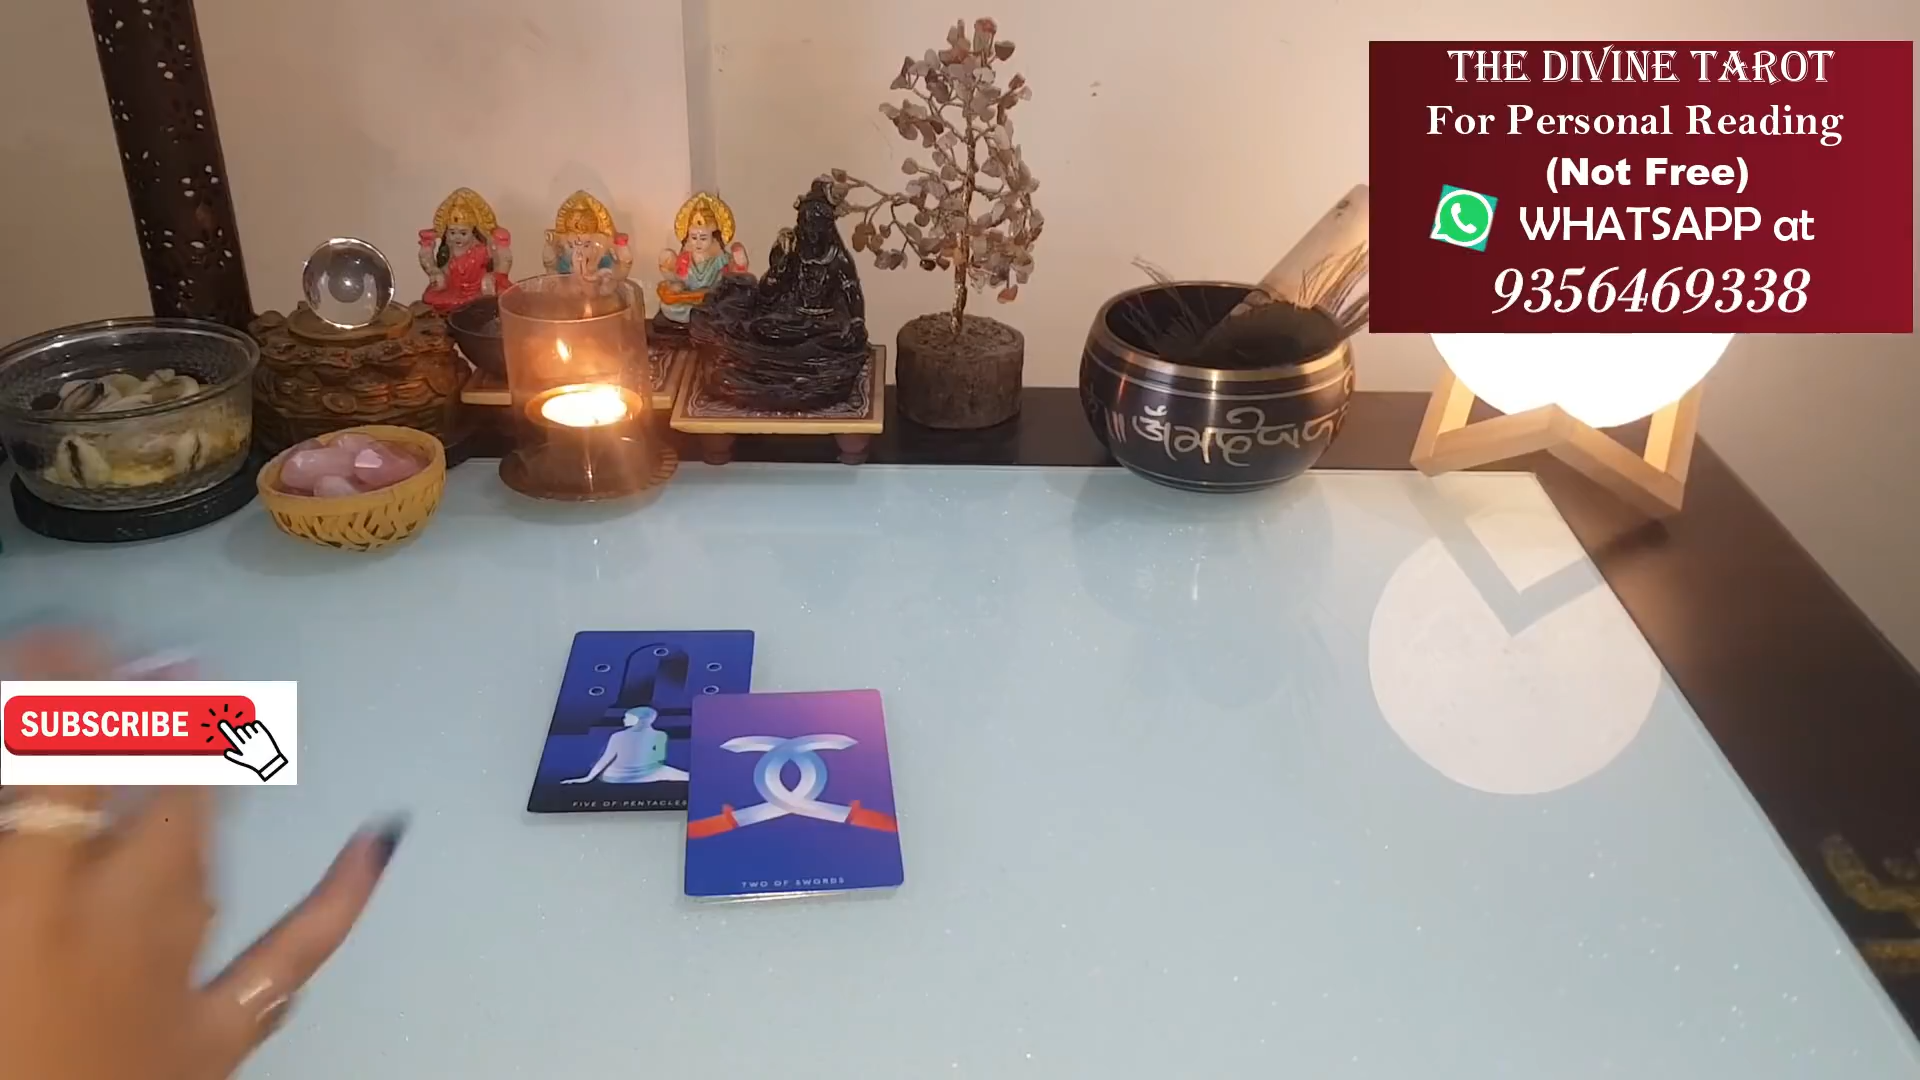 THE DIVINE TAROT
For Personal Reading
(Not Free)
WHATSAPP at
9356469338
SUBSCRIBE
FIVE OF PENTACLES
TWO OF SWORDS